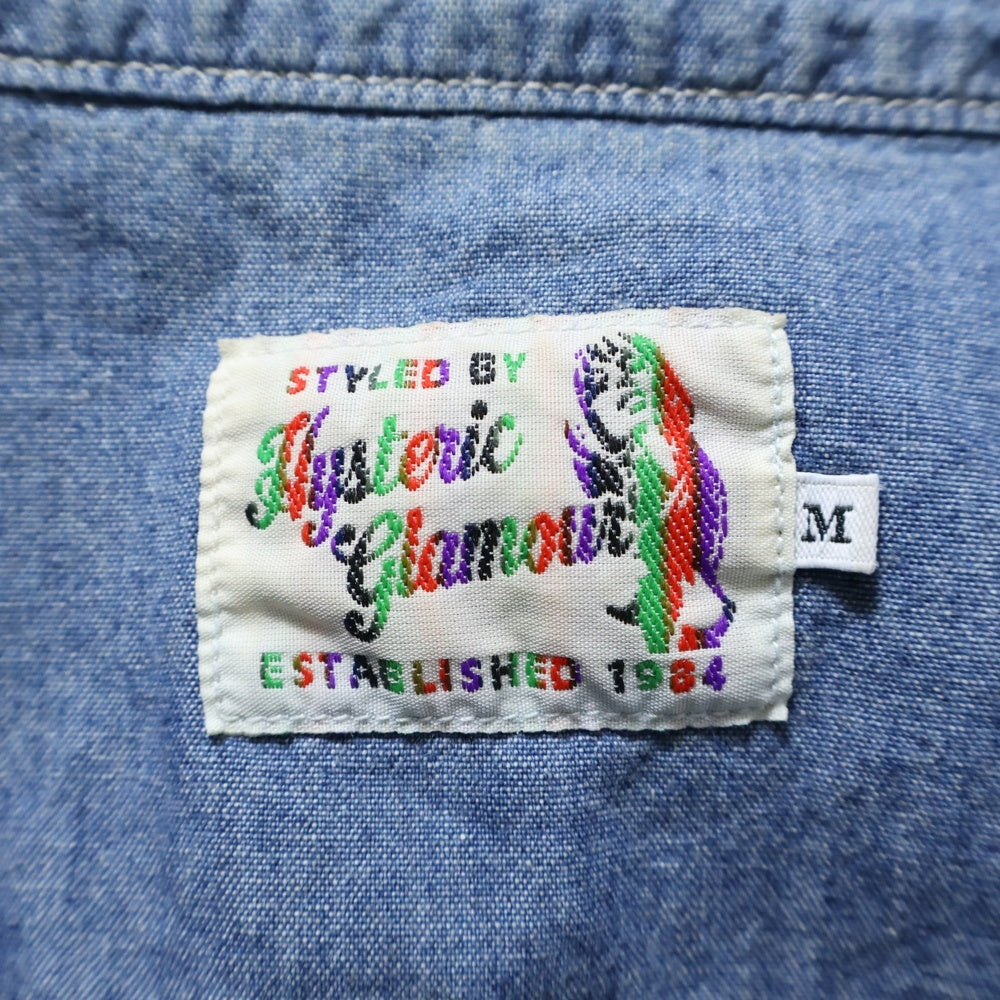 STYLED BY
Hysteric
Glamour
ESTABLISHED 1984
M